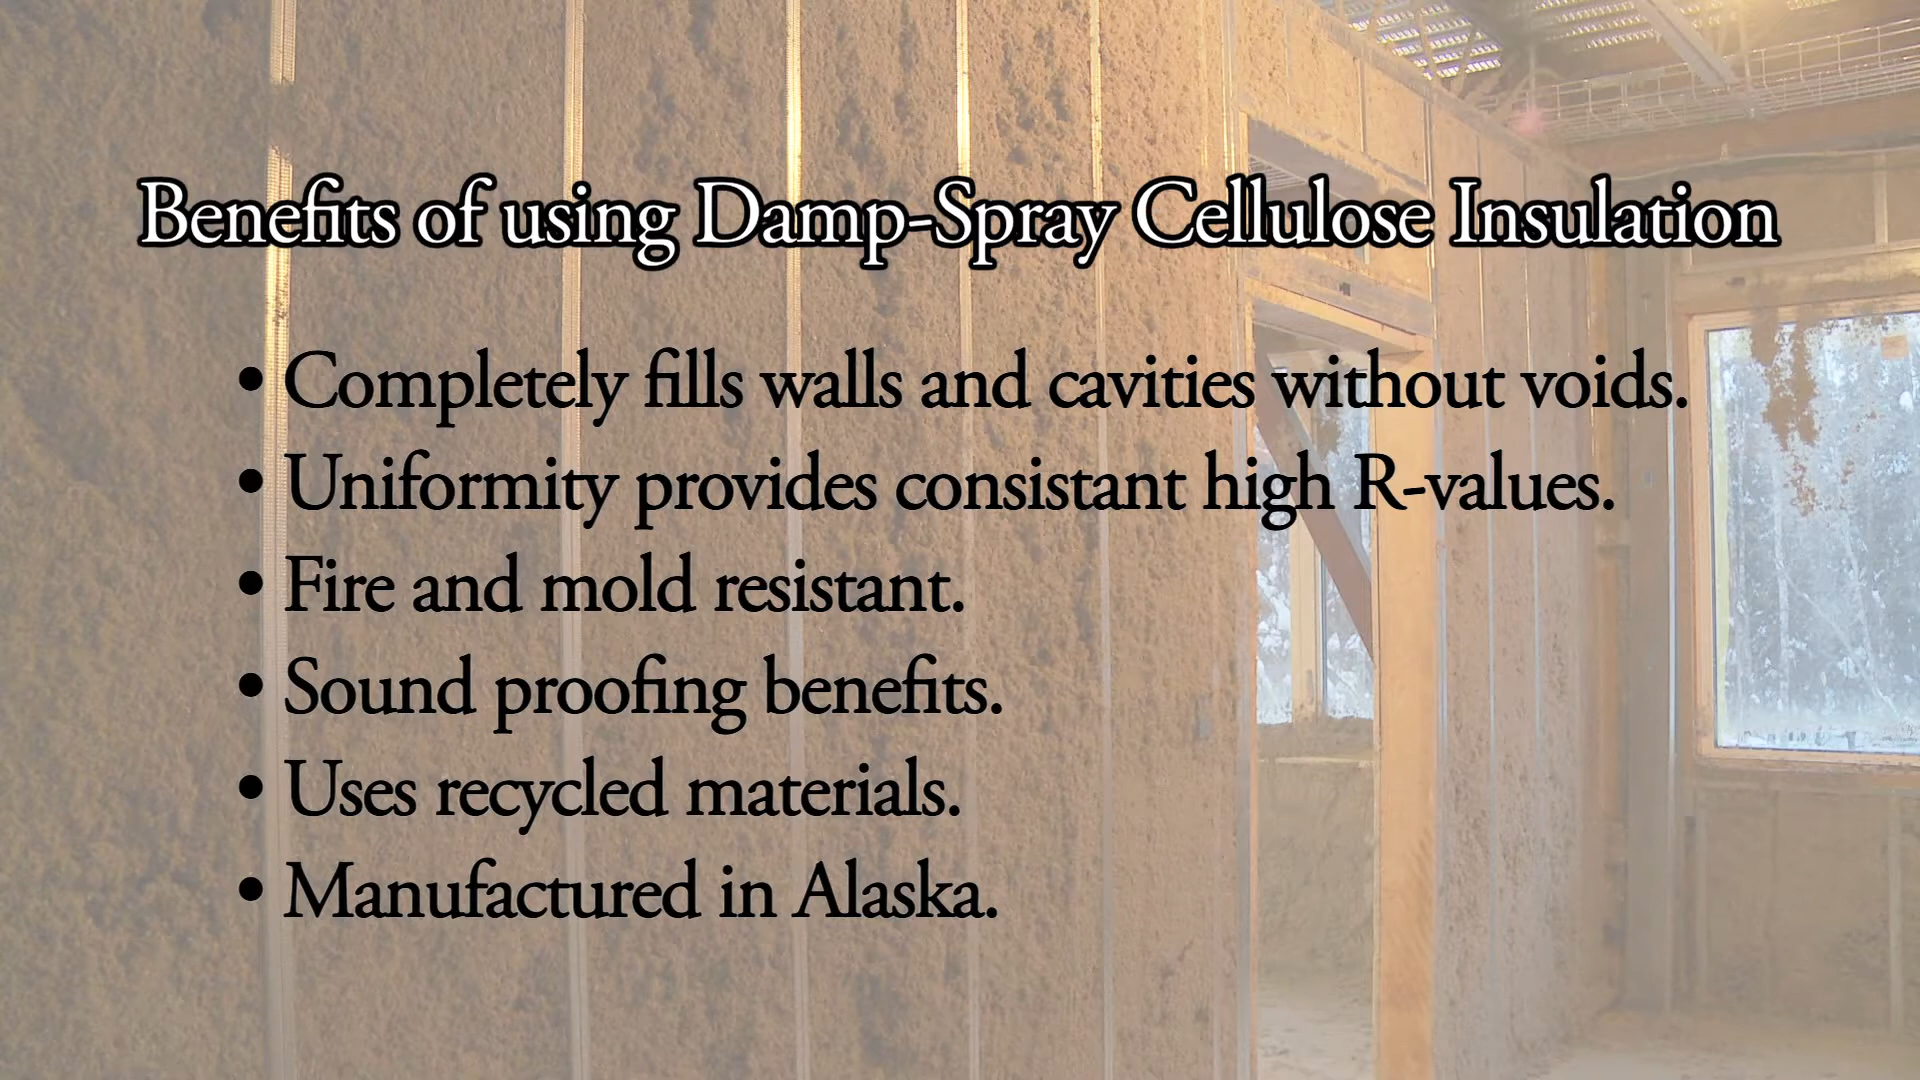 Benefits of using Damp-Spray Cellulose Insulation
• Completely fills walls and cavities without voids.
• Uniformity provides consistant high R-values.
• Fire and mold resistant.
• Sound proofing benefits.
• Uses recycled materials.
• Manufactured in Alaska.